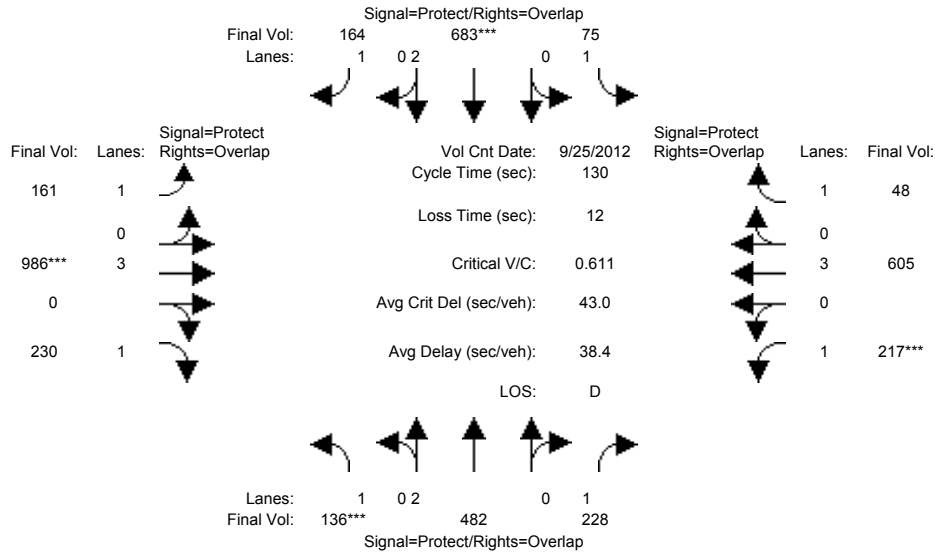 Signal=Protect/Rights=Overlap
Final Vol: 164 683*** 75
Lanes: 1 0 2 0 1
Signal=Protect Signal=Protect
Final Vol: Lanes: Rights=Overlap Vol Cnt Date: 9/25/2012 Rights=Overlap Lanes: Final Vol:
Cycle Time (sec): 130
161 1 1 48
Loss Time (sec): 12
0 0
986*** 3 Critical V/C: 0.611 3 605
0 Avg Crit Del (sec/veh): 43.0 0
230 1 Avg Delay (sec/veh): 38.4 1 217***
LOS: D
Lanes: 1 0 2 0 1
Final Vol: 136*** 482 228
Signal=Protect/Rights=Overlap